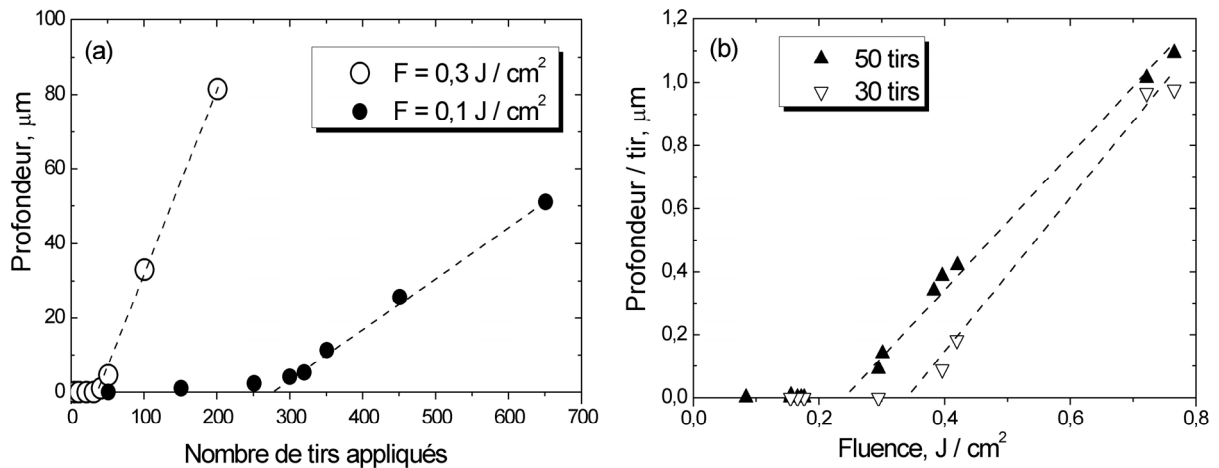 (a)
F = 0,3 J / cm²
F = 0,1 J / cm²
Profondeur, μm
100
80
60
40
20
0
0 100 200 300 400 500 600 700
Nombre de tirs appliqués
(b)
50 tirs
30 tirs
Profondeur / tir, μm
1,2
1,0
0,8
0,6
0,4
0,2
0,0
0,0 0,2 0,4 0,6 0,8
Fluence, J / cm²